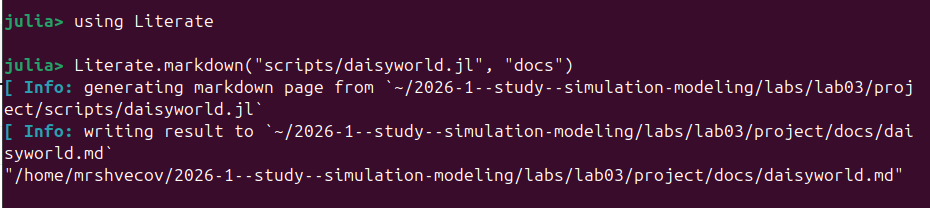 julia> using Literate
julia> Literate.markdown("scripts/daisyworld.jl", "docs")
[ Info: generating markdown page from `~/2026-1--study--simulation-modeling/labs/lab03/proj
ect/scripts/daisyworld.jl`
[ Info: writing result to `~/2026-1--study--simulation-modeling/labs/lab03/project/docs/dai
syworld.md`
"/home/mrshvecov/2026-1--study--simulation-modeling/labs/lab03/project/docs/daisyworld.md"